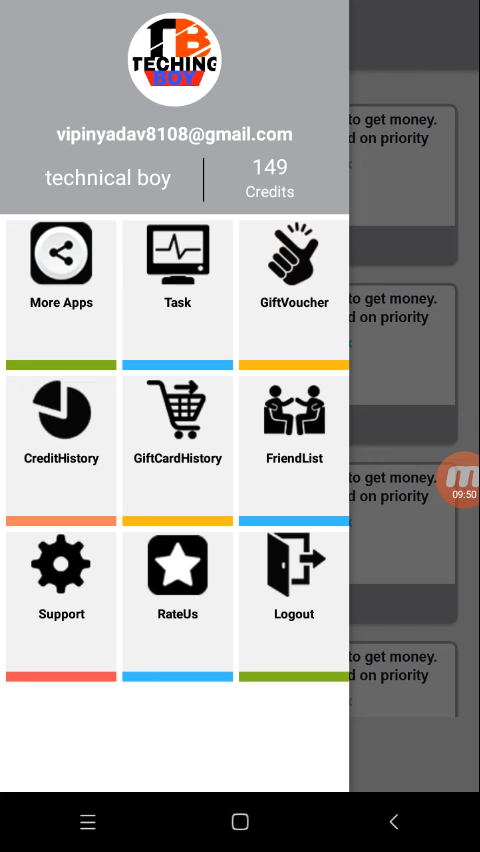 TB
TECHING
BOY
vipinyadav8108@gmail.com
technical boy
149
Credits
More Apps
Task
GiftVoucher
CreditHistory
GiftCardHistory
FriendList
Support
RateUs
Logout
to get money.
d on priority
to get money.
d on priority
to get money.
d on priority
09:50
to get money.
d on priority